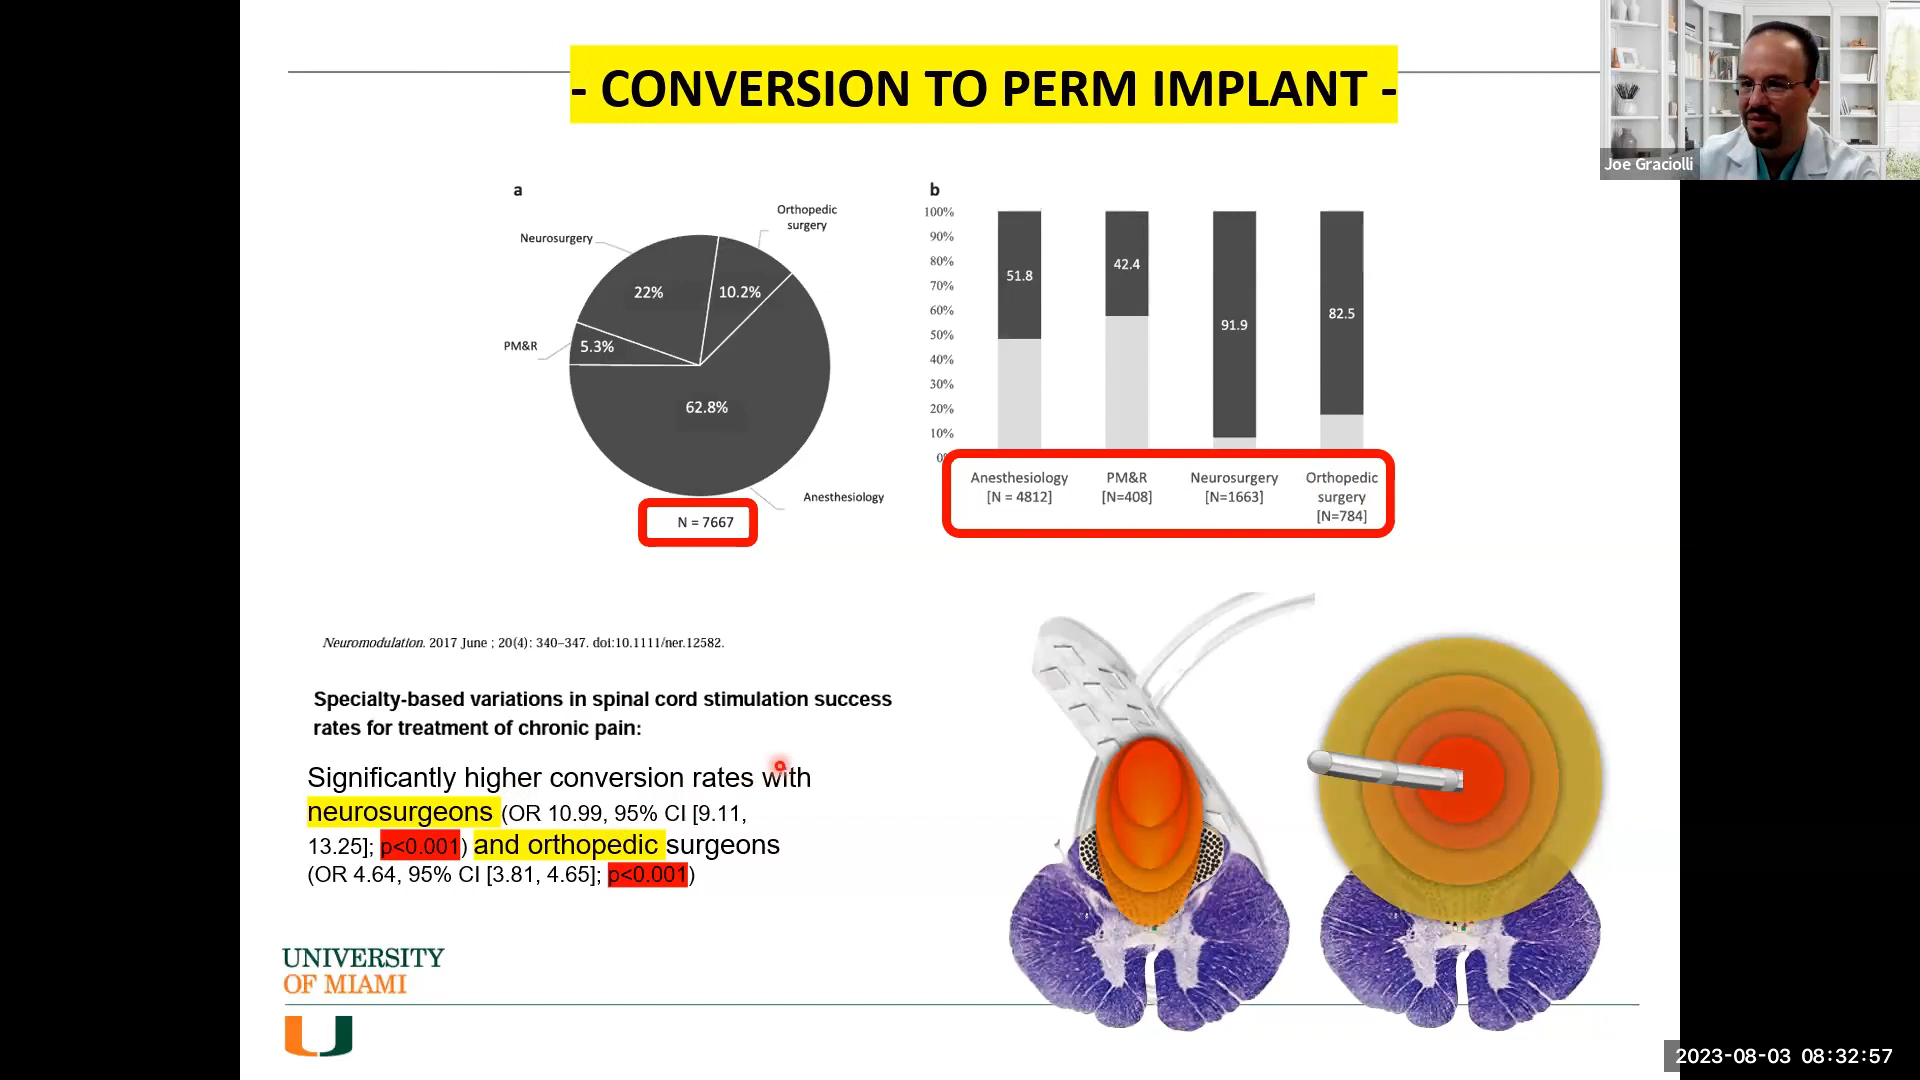 - CONVERSION TO PERM IMPLANT -
Joe Graciolli
a
Orthopedic
surgery
Neurosurgery
22%
10.2%
PM&R
5.3%
62.8%
Anesthesiology
N = 7667
b
100%
90%
80%
70%
60%
50%
40%
30%
20%
10%
51.8
42.4
91.9
82.5
Anesthesiology
[N = 4812]
PM&R
[N=408]
Neurosurgery
[N=1663]
Orthopedic
surgery
[N=784]
Neuromodulation. 2017 June ; 20(4): 340–347. doi:10.1111/ner.12582.
Specialty-based variations in spinal cord stimulation success
rates for treatment of chronic pain:
Significantly higher conversion rates with
neurosurgeons (OR 10.99, 95% CI [9.11,
13.25]; p<0.001) and orthopedic surgeons
(OR 4.64, 95% CI [3.81, 4.65]; p<0.001)
UNIVERSITY
OF MIAMI
2023-08-03 08:32:57